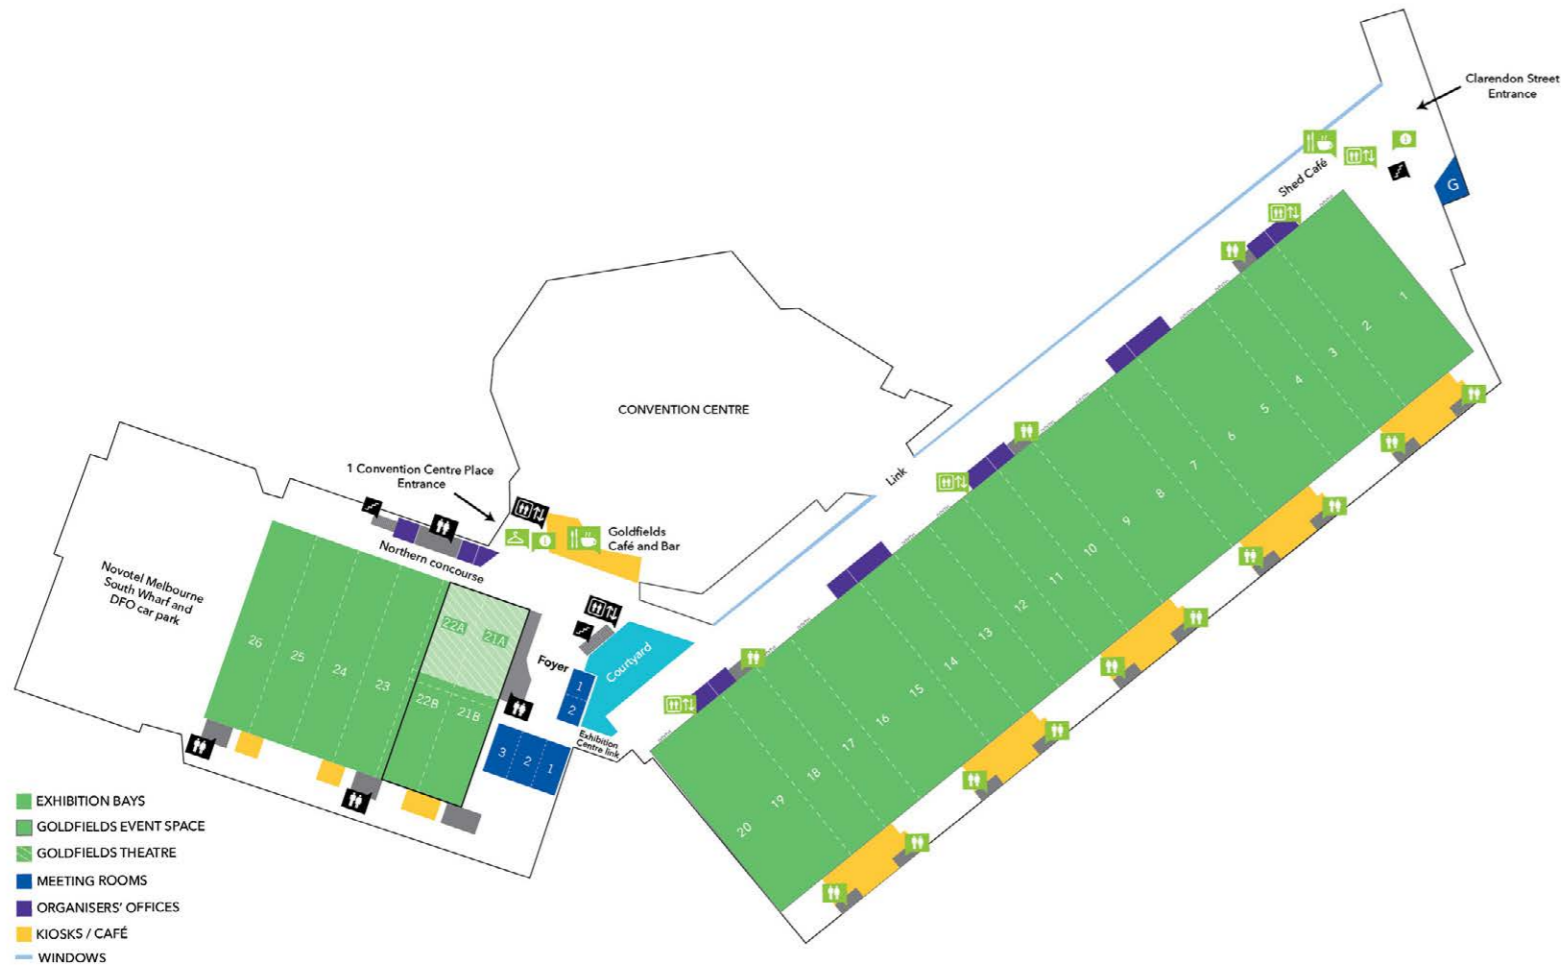 Clarendon Street
Entrance
Shed Café
G
1
2
3
4
5
6
7
8
9
10
11
12
13
14
15
16
17
18
19
20
CONVENTION CENTRE
Link
1 Convention Centre Place
Entrance
Goldfields
Café and Bar
Northern concourse
Novotel Melbourne
South Wharf and
DFO car park
26
25
24
23
22A
21A
22B
21B
Foyer
Courtyard
1
2
Exhibition
Centre link
3
2
1
EXHIBITION BAYS
GOLDFIELDS EVENT SPACE
GOLDFIELDS THEATRE
MEETING ROOMS
ORGANISERS' OFFICES
KIOSKS / CAFÉ
WINDOWS